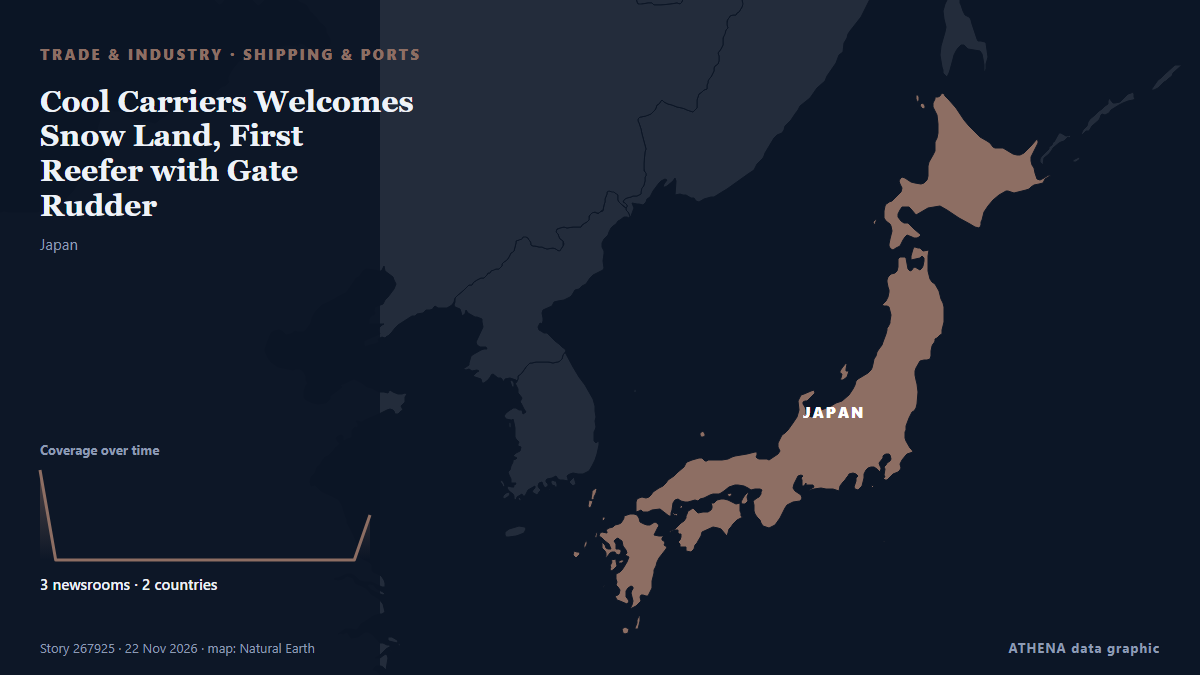 TRADE & INDUSTRY · SHIPPING & PORTS
Cool Carriers Welcomes
Snow Land, First
Reefer with Gate
Rudder
Japan
JAPAN
Coverage over time
3 newsrooms · 2 countries
Story 267925 · 22 Nov 2026 · map: Natural Earth
ATHENA data graphic